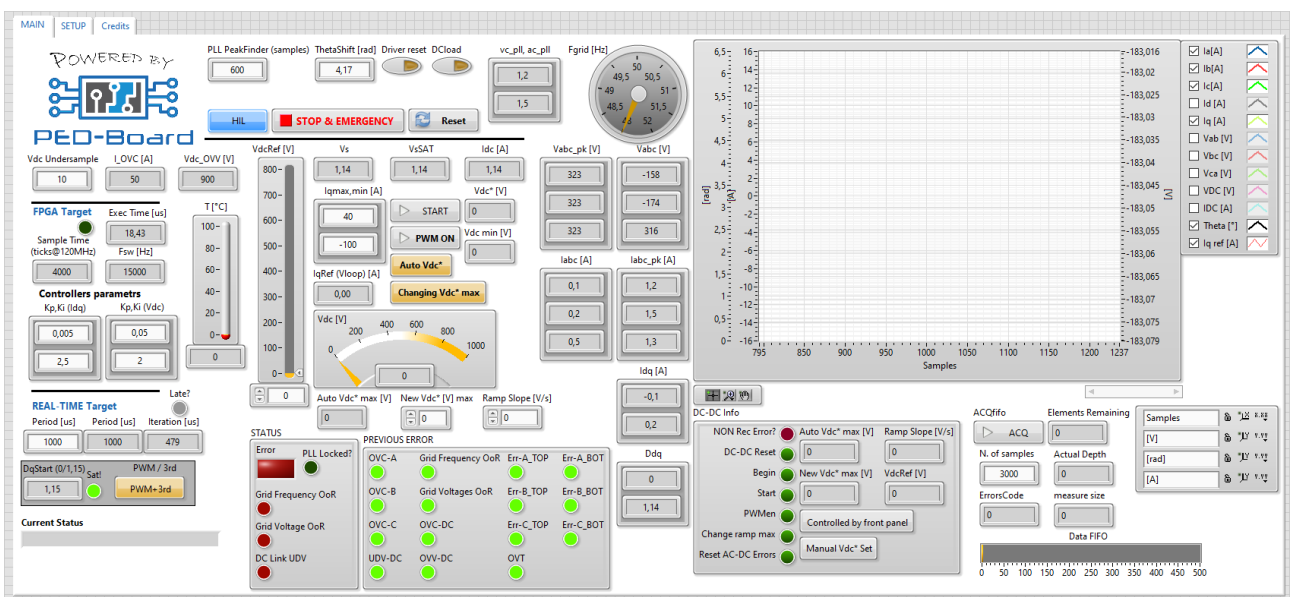 MAIN SETUP Credits
POWERED BY
PED-Board
PLL PeakFinder (samples) ThetaShift [rad] Driver reset DCload vc_pll, ac_pll Fgrid [Hz]
600 4,17 1,2
1,5
48 48,5 49 49,5 50 50,5 51 51,5 52
HIL STOP & EMERGENCY Reset
Vdc Undersample I_OVC [A] Vdc_OVV [V]
10 50 900
VdcRef [V] Vs VsSAT Idc [A]
1,14 1,14 1,14
800
700
600
500
400
300
200
100
0
0
Iqmax,min [A] Vdc* [V]
40 START 0
-100 PWM ON Vdc min [V]
0
IqRef (Vloop) [A] Auto Vdc*
0,00 Changing Vdc* max
Vdc [V]
0 200 400 600 800 1000
0
Auto Vdc* max [V] New Vdc* [V] max Ramp Slope [V/s]
0 0 0
FPGA Target Exec Time [us]
18,43
Sample Time
(ticks@120MHz) Fsw [Hz]
4000 15000
T [°C]
100
80
60
40
20
0
0
Controllers parametrs
Kp,Ki (Idq) Kp,Ki (Vdc)
0,005 0,05
2,5 2
REAL-TIME Target Late?
Period [us] Period [us] Iteration [us]
1000 1000 479
DqStart (0/1,15) Sat! PWM / 3rd
1,15 PWM+3rd
Current Status
Vabc_pk [V] Vabc [V]
323 -158
323 -174
323 316
Iabc [A] Iabc_pk [A]
0,1 1,2
0,2 1,5
0,5 1,3
Idq [A]
-0,1
0,2
Ddq
0
1,14
STATUS
Error PLL Locked?
Grid Frequency OoR
Grid Voltage OoR
DC Link UDV
PREVIOUS ERROR
OVC-A Grid Frequency OoR Err-A_TOP Err-A_BOT
OVC-B Grid Voltages OoR Err-B_TOP Err-B_BOT
OVC-C OVC-DC Err-C_TOP Err-C_BOT
UDV-DC OVV-DC OVT
6,5
6
5,5
5
4,5
4
3,5
3
2,5
2
1,5
1
0,5
0
[rad]
16
14
12
10
8
6
4
2
0
-2
-4
-6
-8
-10
-12
-14
-16
[A]
-183,016
-183,02
-183,025
-183,03
-183,035
-183,04
-183,045
-183,05
-183,055
-183,06
-183,065
-183,07
-183,075
-183,079
[V]
795 850 900 950 1000 1050 1100 1150 1200 1237
Samples
Ia[A]
Ib[A]
Ic[A]
Id [A]
Iq [A]
Vab [V]
Vbc [V]
Vca [V]
VDC [V]
IDC [A]
Theta [°]
Iq ref [A]
DC-DC Info
NON Rec Error? Auto Vdc* max [V] Ramp Slope [V/s]
DC-DC Reset 0 0
Begin New Vdc* max [V] VdcRef [V]
Start 0 0
PWMen Controlled by front panel
Change ramp max
Reset AC-DC Errors Manual Vdc* Set
ACQfifo Elements Remaining
ACQ 0
N. of samples Actual Depth
3000 0
ErrorsCode measure size
0 0
Data FIFO
0 50 100 150 200 250 300 350 400 450 500
Samples
[V]
[rad]
[A]